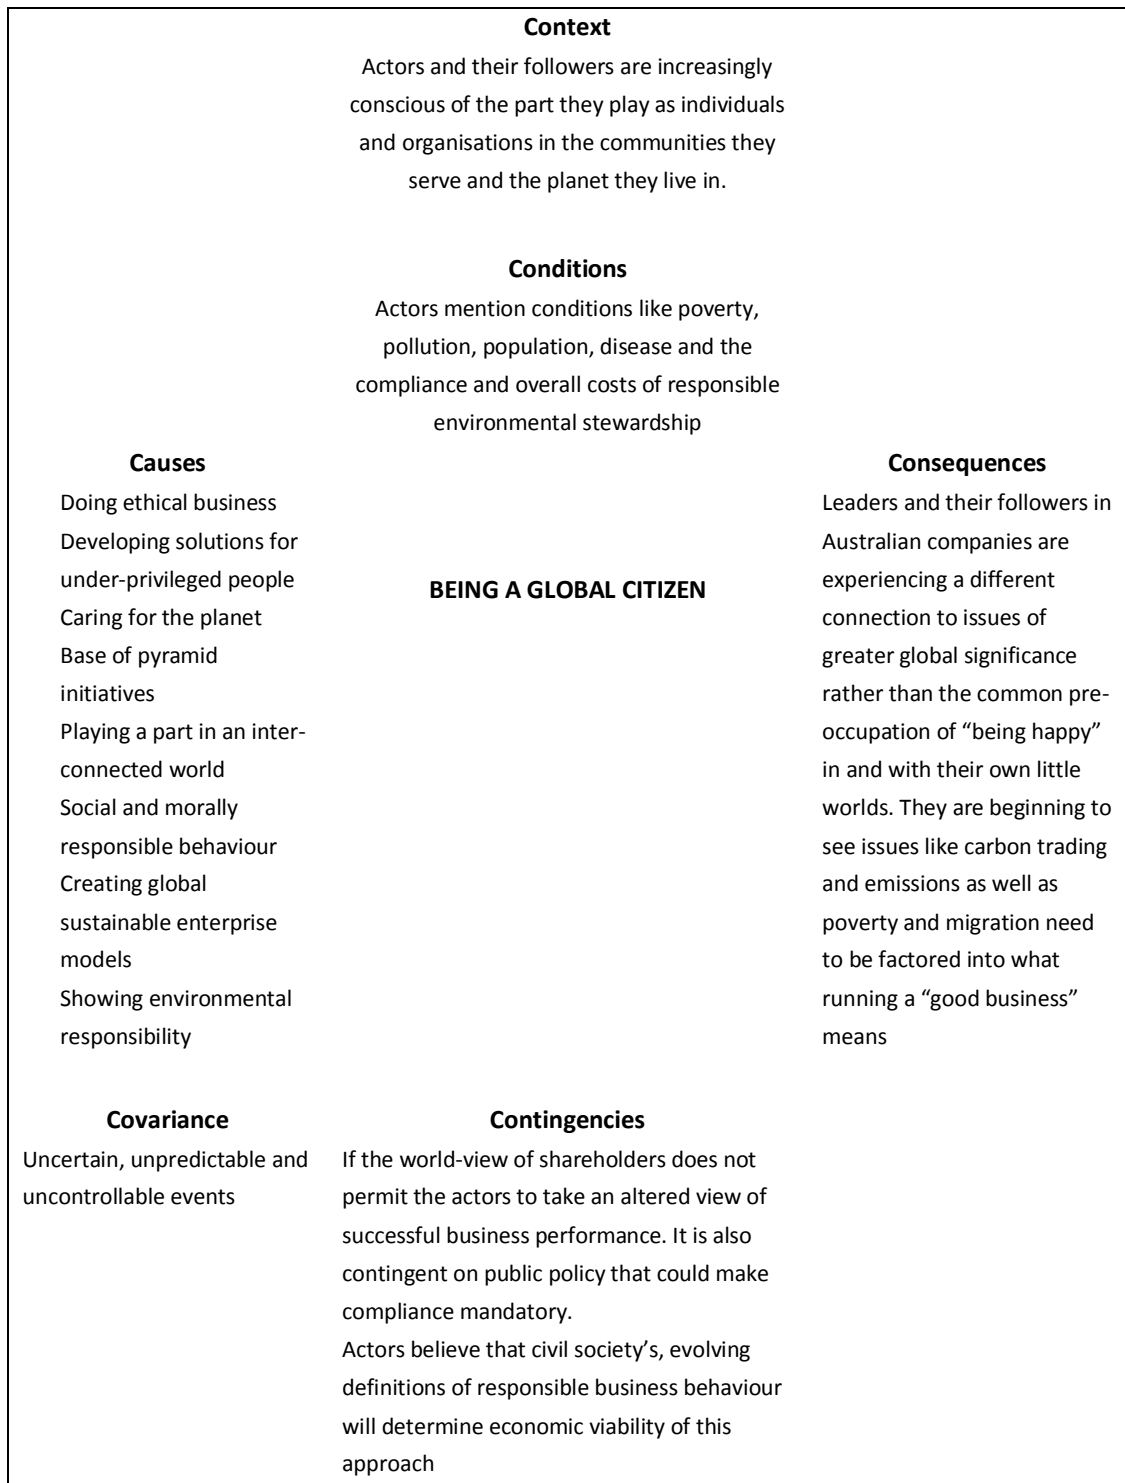 Context
Actors and their followers are increasingly
conscious of the part they play as individuals
and organisations in the communities they
serve and the planet they live in.
Conditions
Actors mention conditions like poverty,
pollution, population, disease and the
compliance and overall costs of responsible
environmental stewardship
Causes
Doing ethical business
Developing solutions for
under-privileged people
Caring for the planet
Base of pyramid
initiatives
Playing a part in an inter-
connected world
Social and morally
responsible behaviour
Creating global
sustainable enterprise
models
Showing environmental
responsibility
BEING A GLOBAL CITIZEN
Consequences
Leaders and their followers in
Australian companies are
experiencing a different
connection to issues of
greater global significance
rather than the common pre-
occupation of “being happy”
in and with their own little
worlds. They are beginning to
see issues like carbon trading
and emissions as well as
poverty and migration need
to be factored into what
running a “good business”
means
Covariance
Uncertain, unpredictable and
uncontrollable events
Contingencies
If the world-view of shareholders does not
permit the actors to take an altered view of
successful business performance. It is also
contingent on public policy that could make
compliance mandatory.
Actors believe that civil society’s, evolving
definitions of responsible business behaviour
will determine economic viability of this
approach